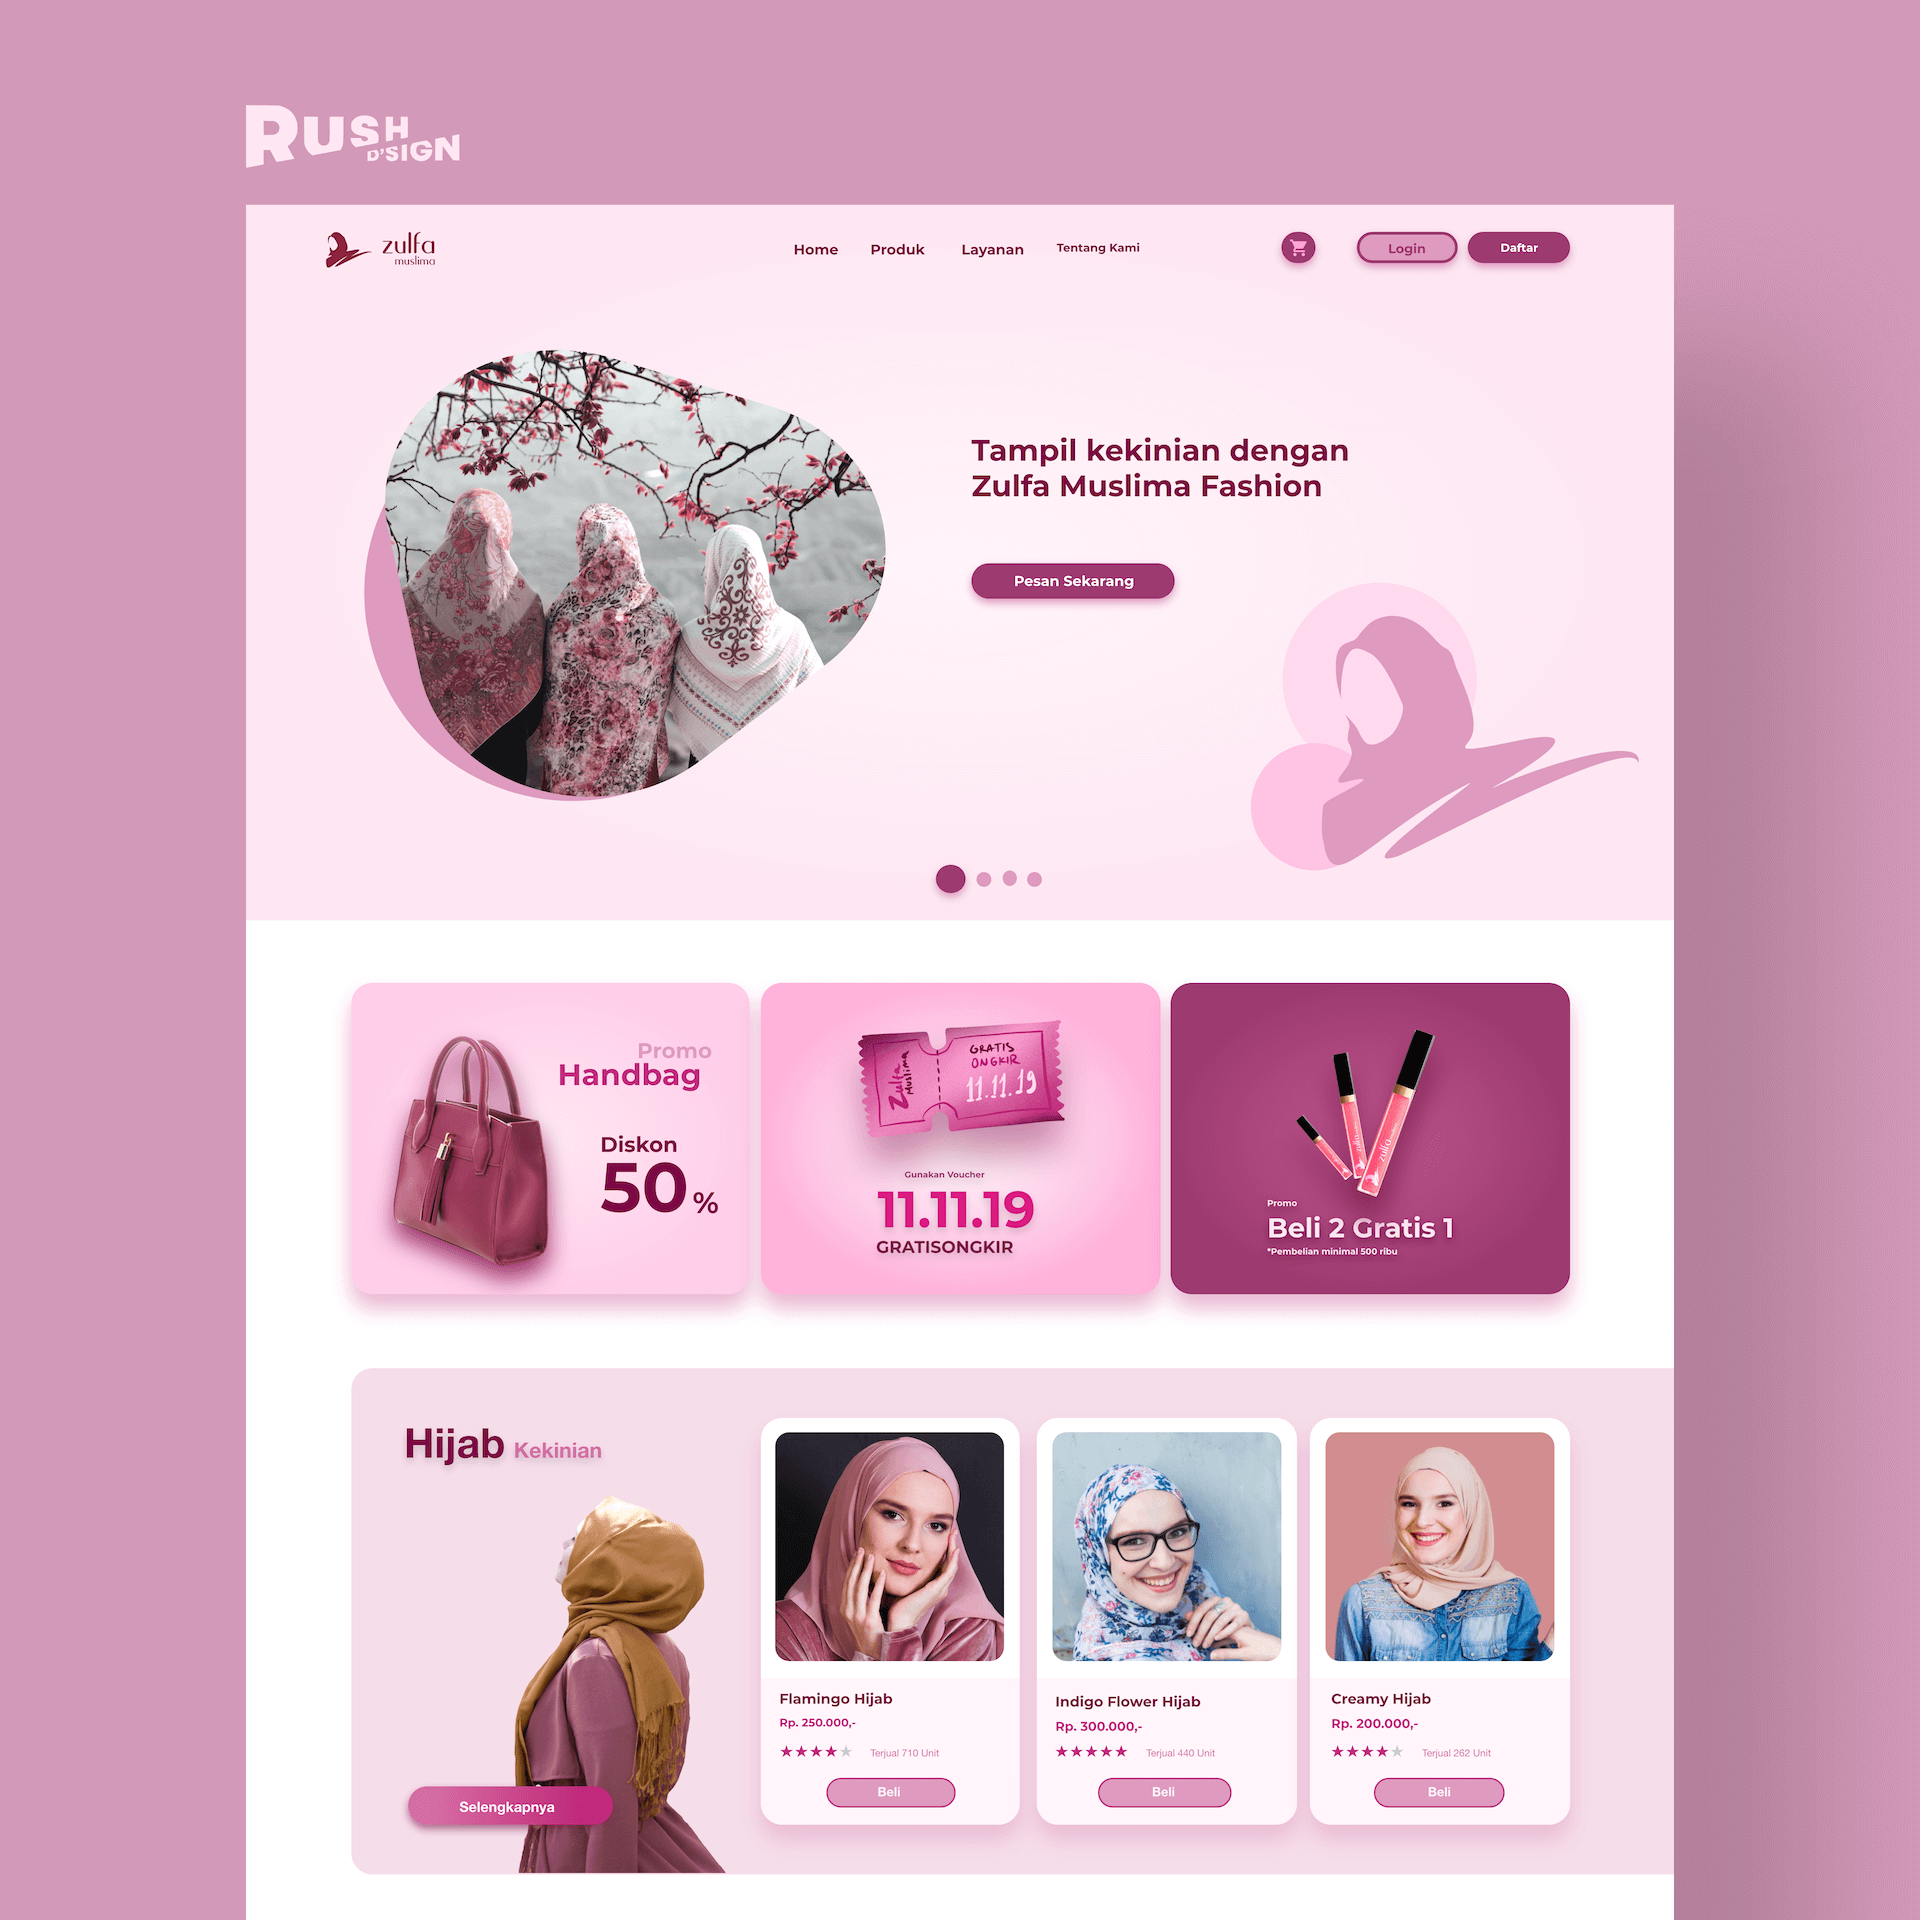 RUSH
D'SIGN
zulfa
muslima
Home
Produk
Layanan
Tentang Kami
Login
Daftar
Tampil kekinian dengan
Zulfa Muslima Fashion
Pesan Sekarang
Promo
Handbag
Diskon
50 %
Zulfa
Muslima
GRATIS
ONGKIR
11.11.19
Gunakan Voucher
11.11.19
GRATISONGKIR
zulfa
Promo
Beli 2 Gratis 1
*Pembelian minimal 500 ribu
Hijab Kekinian
Selengkapnya
Flamingo Hijab
Rp. 250.000,-
Terjual 710 Unit
Beli
Indigo Flower Hijab
Rp. 300.000,-
Terjual 440 Unit
Beli
Creamy Hijab
Rp. 200.000,-
Terjual 262 Unit
Beli